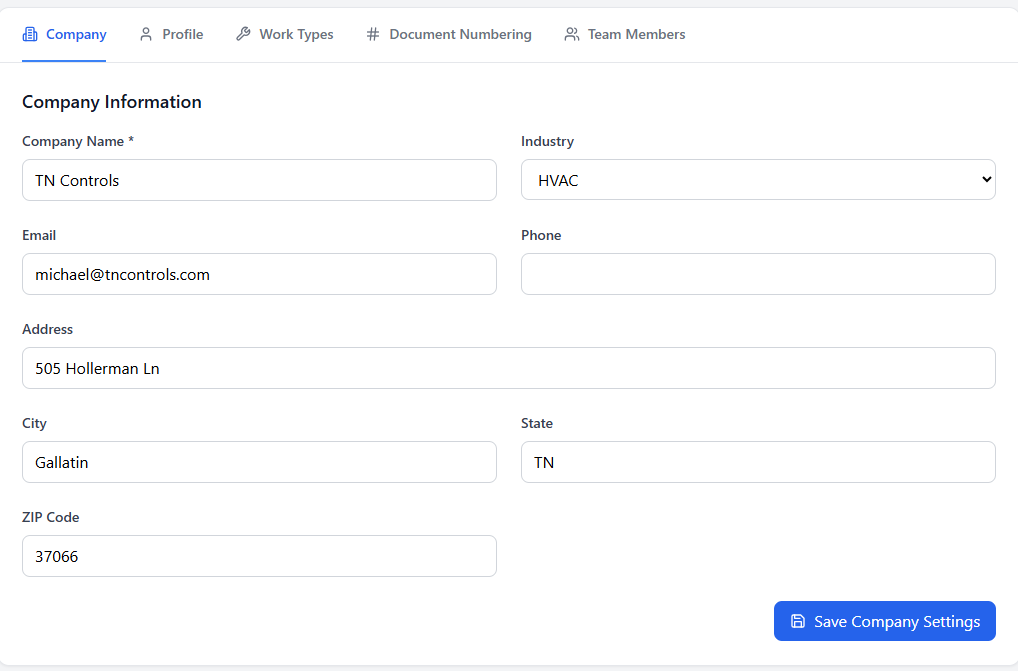 Company Profile Work Types Document Numbering Team Members
Company Information
Company Name * Industry
TN Controls HVAC
Email Phone
michael@tncontrols.com
Address
505 Hollerman Ln
City State
Gallatin TN
ZIP Code
37066
Save Company Settings